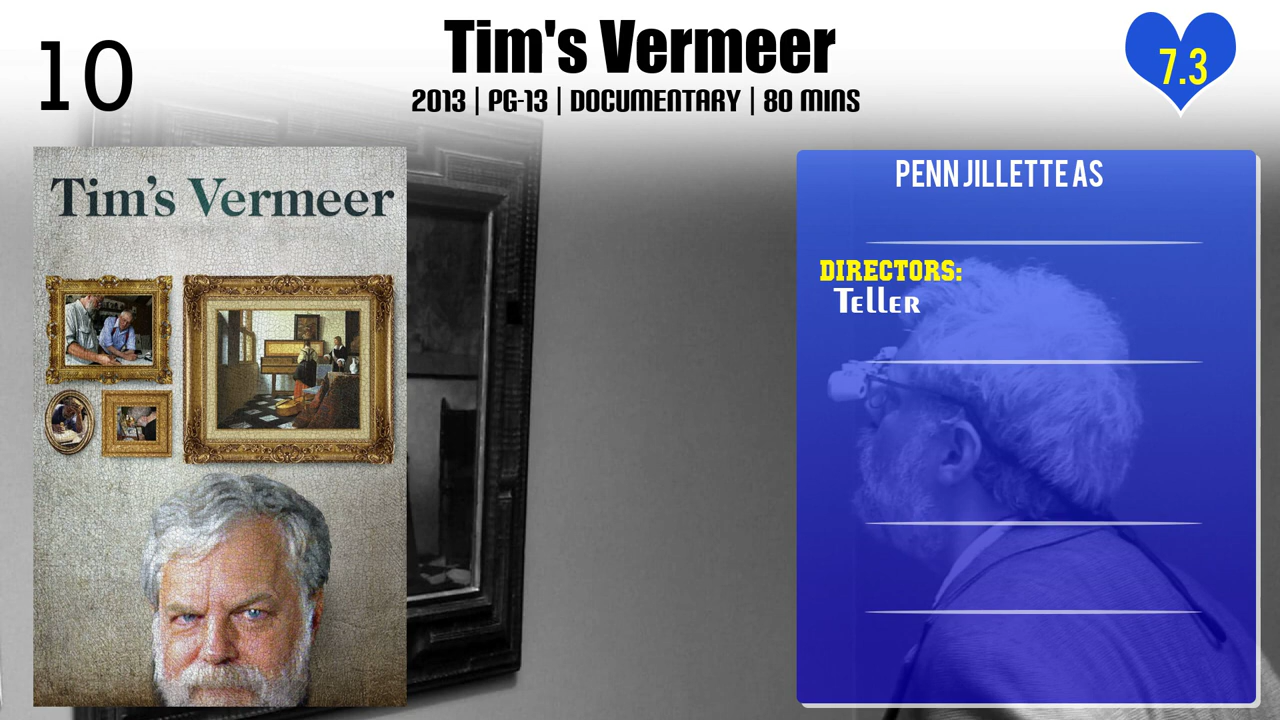 10
Tim's Vermeer
2013 | PG-13 | DOCUMENTARY | 80 MINS
7.3
Tim's Vermeer
PENN JILLETTE AS
DIRECTORS:
Teller